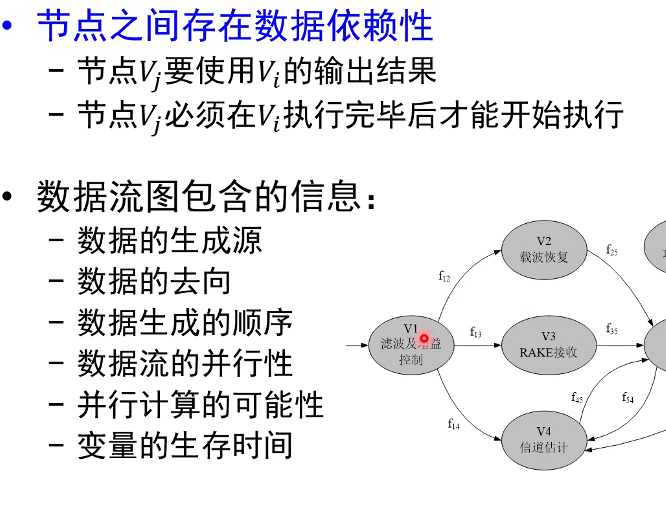 • 节点之间存在数据依赖性
– 节点Vj要使用Vi的输出结果
– 节点Vj必须在Vi执行完毕后才能开始执行
• 数据流图包含的信息：
– 数据的生成源
– 数据的去向
– 数据生成的顺序
– 数据流的并行性
– 并行计算的可能性
– 变量的生存时间
V2
载波恢复
f12
f25
V1
滤波及增益
控制
f13
V3
RAKE接收
f35
f14
V4
信道估计
f45
f54